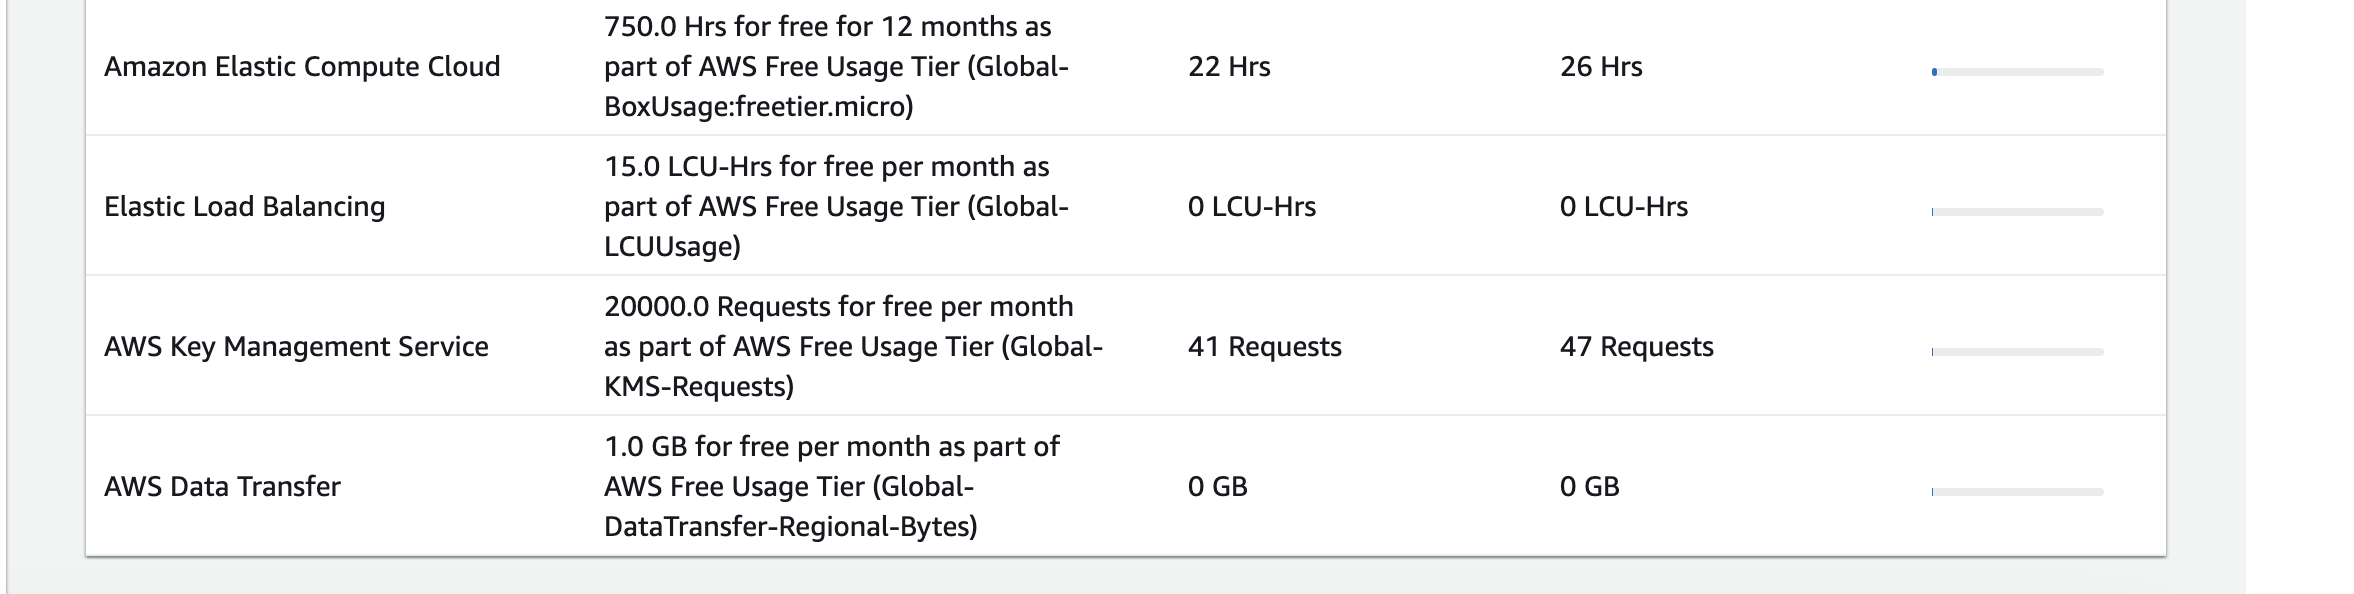 750.0 Hrs for free for 12 months as
Amazon Elastic Compute Cloud part of AWS Free Usage Tier (Global- 22 Hrs 26 Hrs
BoxUsage:freetier.micro)
15.0 LCU-Hrs for free per month as
Elastic Load Balancing part of AWS Free Usage Tier (Global- 0 LCU-Hrs 0 LCU-Hrs
LCUUsage)
20000.0 Requests for free per month
AWS Key Management Service as part of AWS Free Usage Tier (Global- 41 Requests 47 Requests
KMS-Requests)
1.0 GB for free per month as part of
AWS Data Transfer AWS Free Usage Tier (Global- 0 GB 0 GB
DataTransfer-Regional-Bytes)